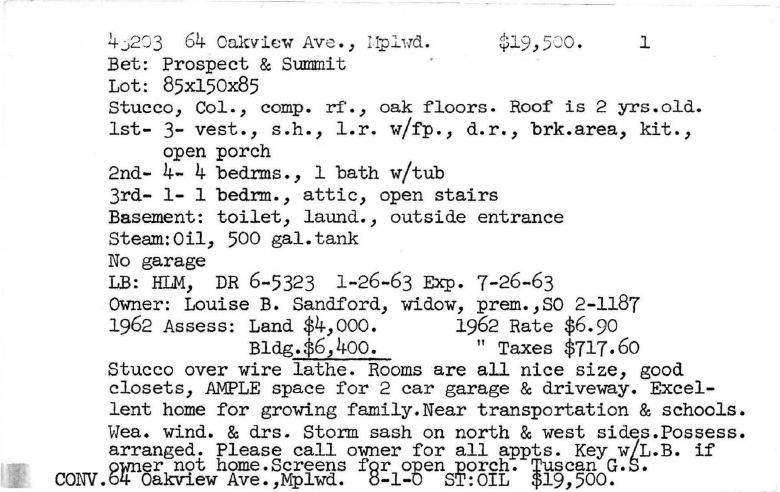 43203 64 Oakview Ave., Mplwd. $19,500. 1
Bet: Prospect & Summit
Lot: 85x150x85
Stucco, Col., comp. rf., oak floors. Roof is 2 yrs.old.
1st- 3- vest., s.h., l.r. w/fp., d.r., brk.area, kit.,
open porch
2nd- 4- 4 bedrms., 1 bath w/tub
3rd- 1- 1 bedrm., attic, open stairs
Basement: toilet, laund., outside entrance
Steam:Oil, 500 gal.tank
No garage
LB: HLM, DR 6-5323 1-26-63 Exp. 7-26-63
Owner: Louise B. Sandford, widow, prem.,SO 2-1187
1962 Assess: Land $4,000. 1962 Rate $6.90
Bldg.$6,400. " Taxes $717.60
Stucco over wire lathe. Rooms are all nice size, good
closets, AMPLE space for 2 car garage & driveway. Excel-
lent home for growing family.Near transportation & schools.
Wea. wind. & drs. Storm sash on north & west sides.Possess.
arranged. Please call owner for all appts. Key w/L.B. if
owner not home.Screens for open porch. Tuscan G.S.
CONV.64 Oakview Ave.,Mplwd. 8-1-0 ST:OIL $19,500.